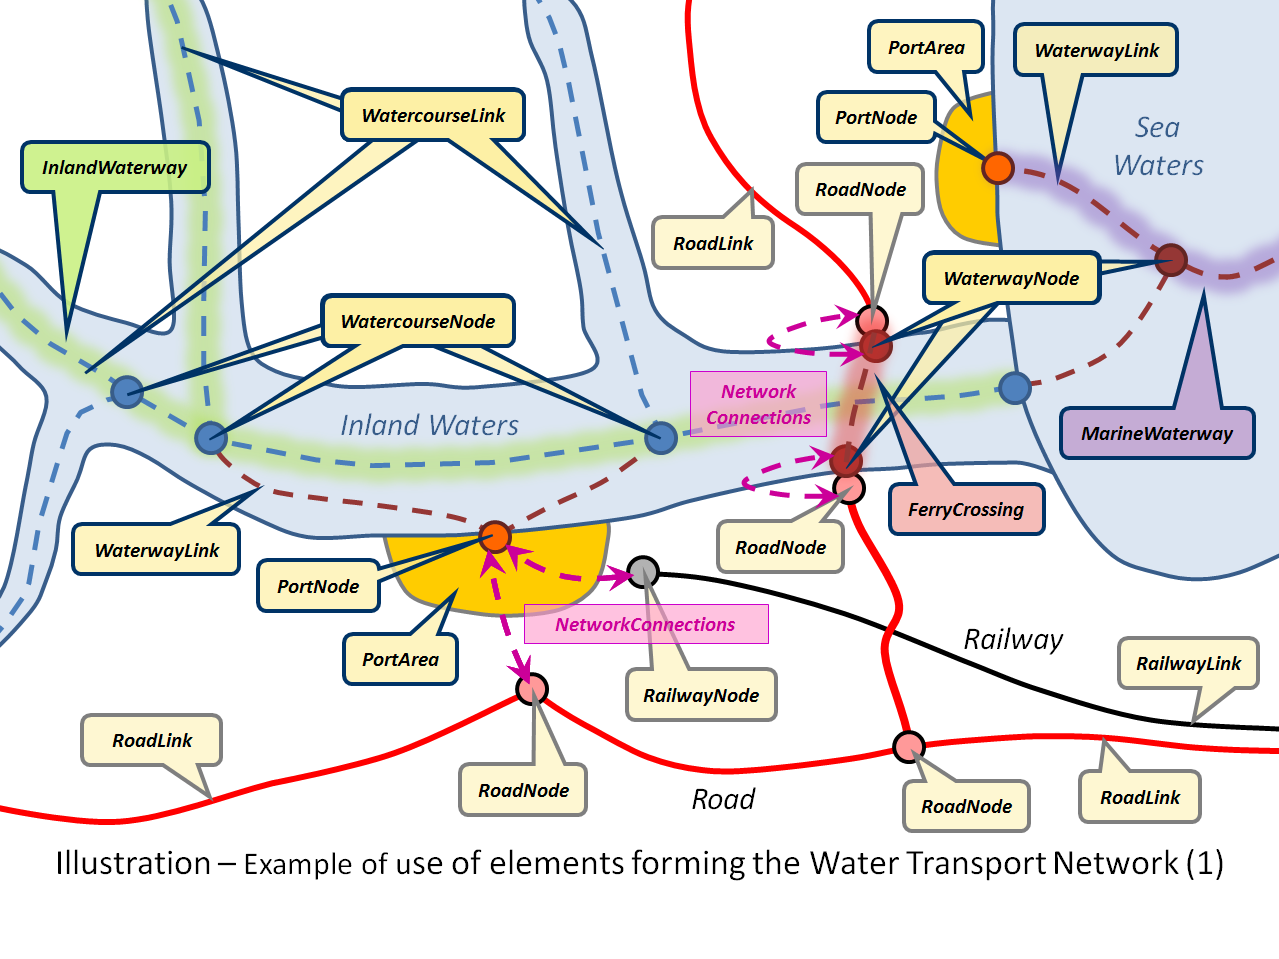 PortArea
WaterwayLink
WatercourseLink
PortNode
Sea
Waters
InlandWaterway
RoadNode
RoadLink
WaterwayNode
WatercourseNode
Network
Connections
Inland Waters
MarineWaterway
FerryCrossing
WaterwayLink
RoadNode
PortNode
NetworkConnections
Railway
PortArea
RailwayLink
RailwayNode
RoadLink
RoadNode
Road
RoadNode
RoadLink
Illustration – Example of use of elements forming the Water Transport Network (1)